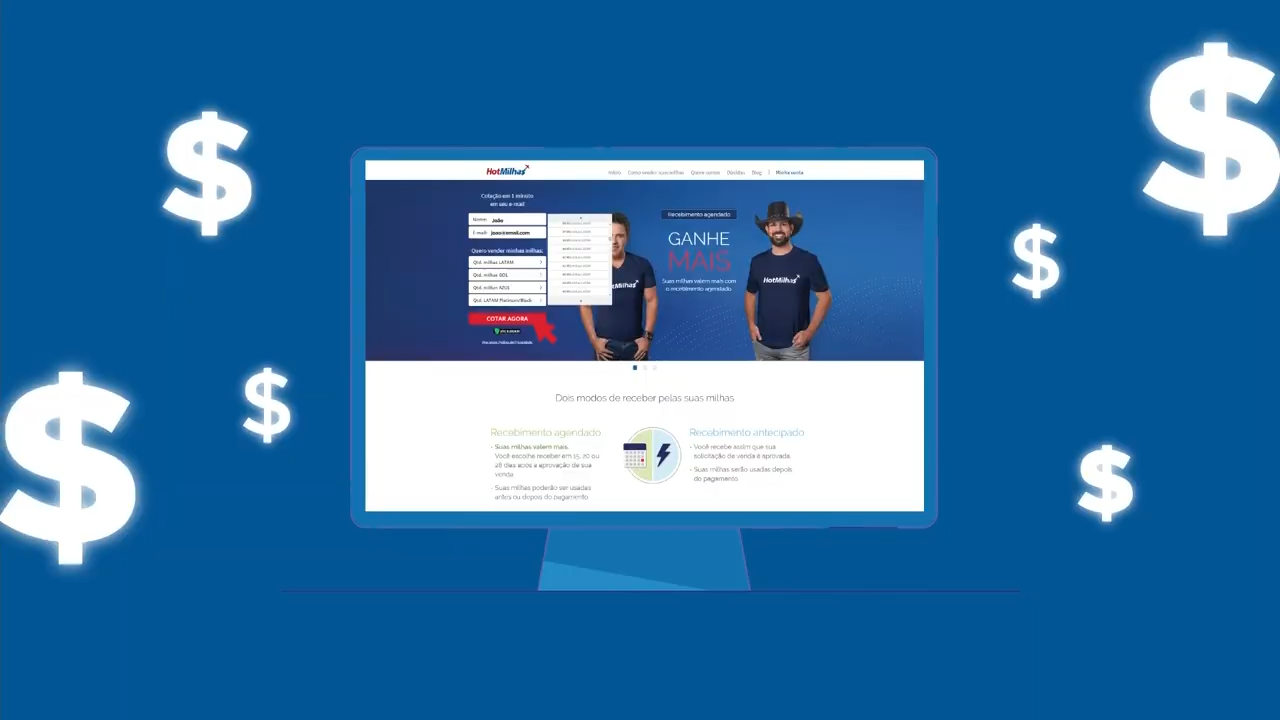 HotMilhas
Início Como vender suas milhas Quem somos Dúvidas Blog | Minha conta
Cotação em 1 minuto
em seu e-mail
Nome: João
E-mail: joao@email.com
Quero vender minhas milhas:
Qtd. milhas LATAM
Qtd. milhas GOL
Qtd. milhas AZUL
Qtd. LATAM Platinum/Black
COTAR AGORA
Recebimento agendado
GANHE
MAIS
Suas milhas valem mais com
o recebimento agendado.
HotMilhas
Dois modos de receber pelas suas milhas
Recebimento agendado
- Suas milhas valem mais.
Você escolhe receber em 15, 20 ou
28 dias após a aprovação de sua
venda.
- Suas milhas poderão ser usadas
antes ou depois do pagamento.
Recebimento antecipado
- Você recebe assim que sua
solicitação de venda é aprovada.
- Suas milhas serão usadas depois
do pagamento.
$
$
$
$
$
$